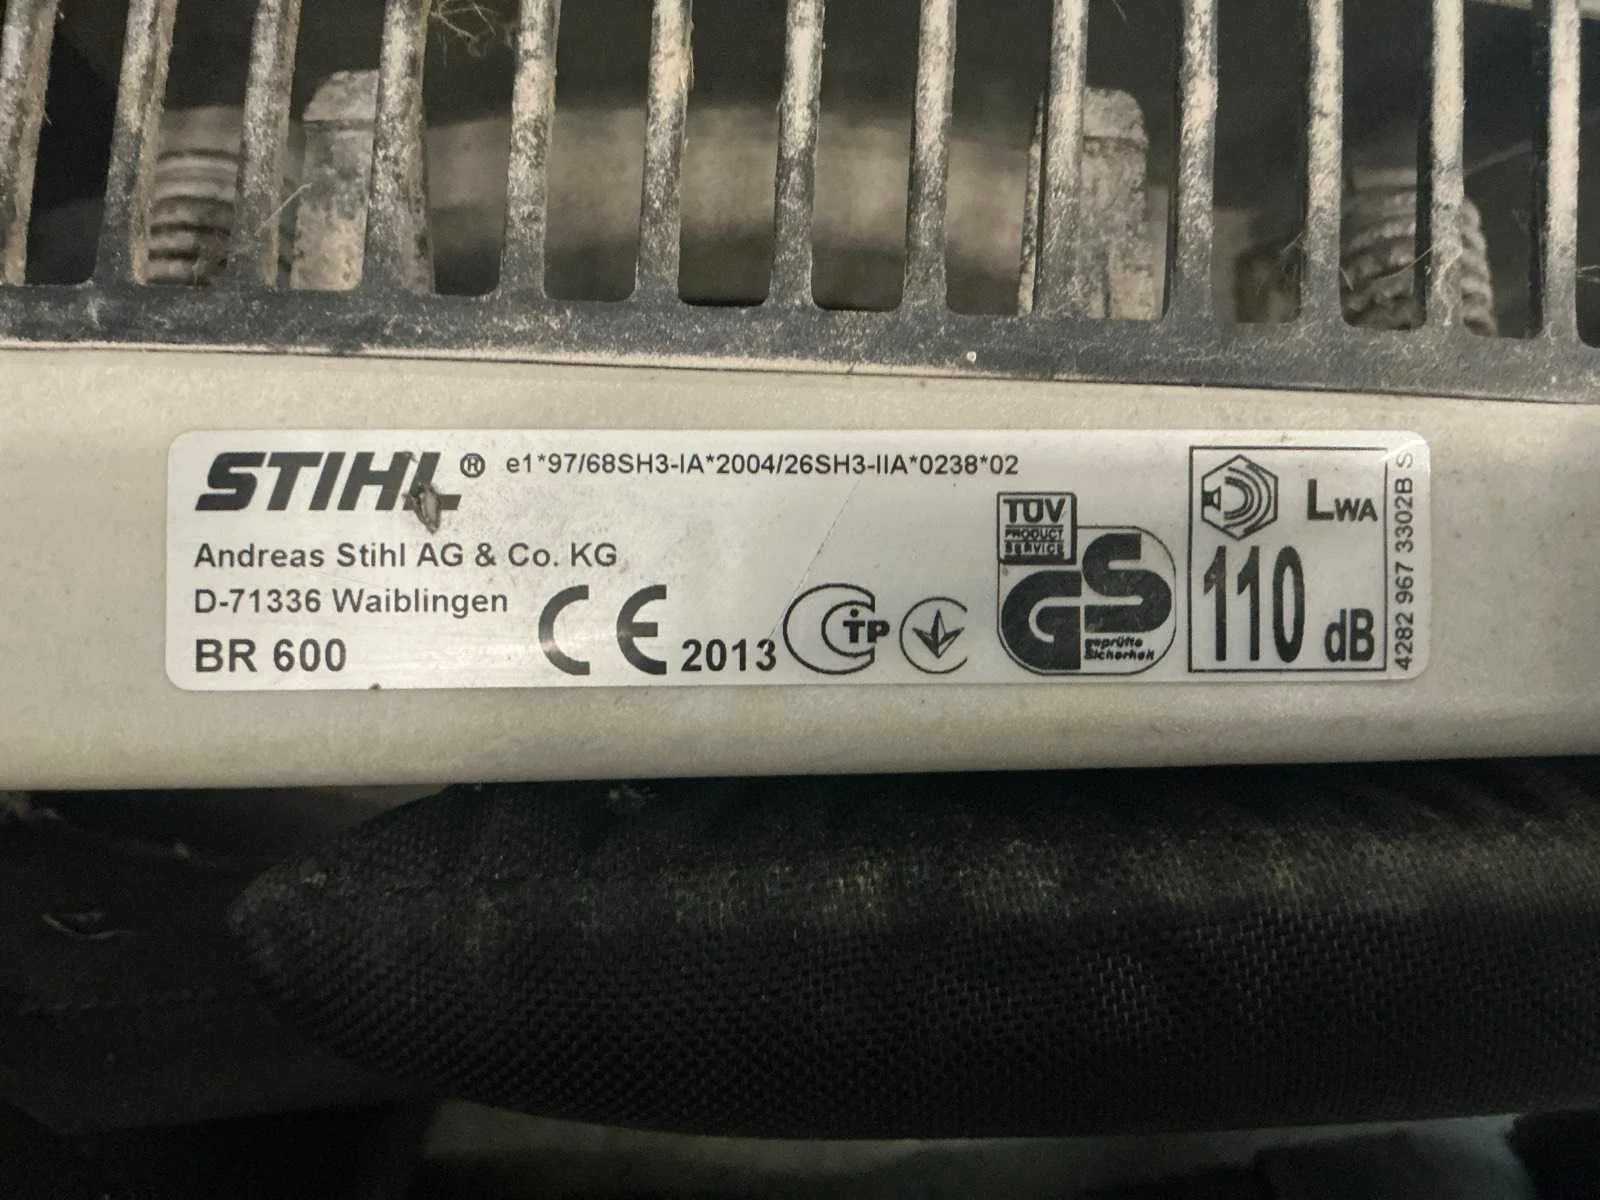 STIHL® e1*97/68SH3-IA*2004/26SH3-IIA*0238*02
Andreas Stihl AG & Co. KG
D-71336 Waiblingen
BR 600
CE 2013
TP
TÜV
PRODUCT
SERVICE
GS
geprüfte
Sicherheit
LWA
110 dB
4282 967 3302B S